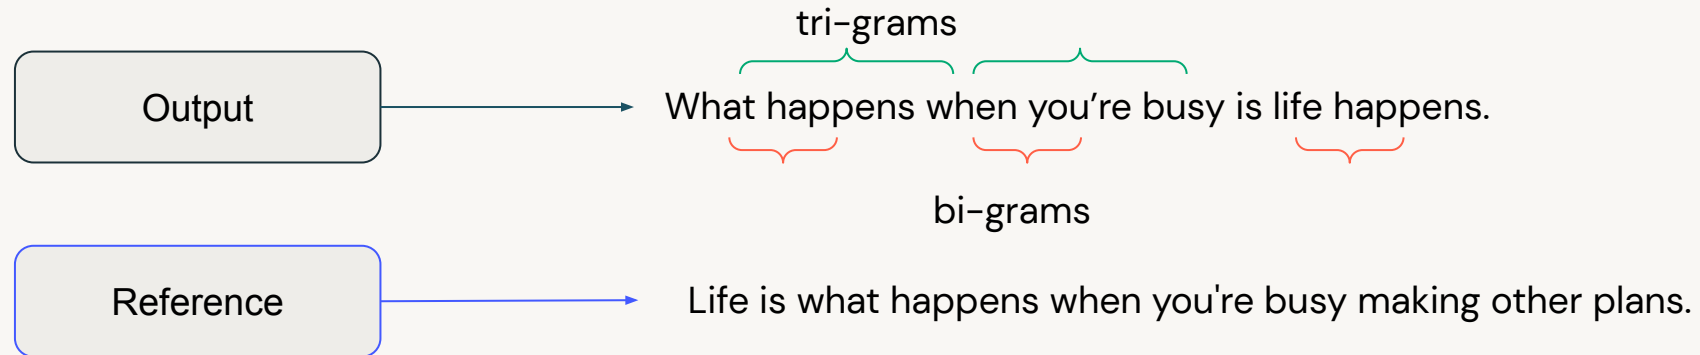 tri-grams
Output
What happens when you’re busy is life happens.
bi-grams
Reference
Life is what happens when you're busy making other plans.